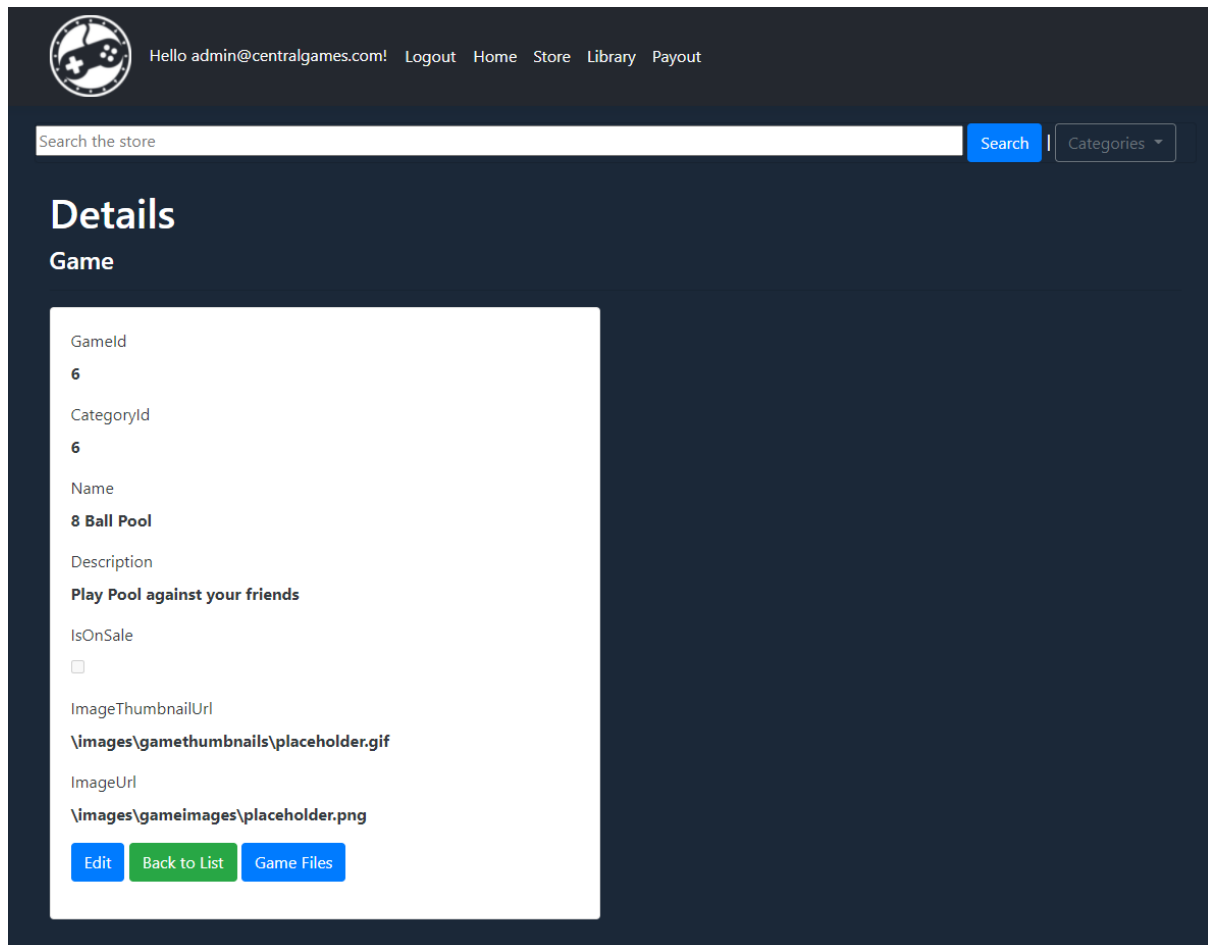 Hello admin@centralgames.com! Logout Home Store Library Payout
Search the store Search | Categories
Details
Game
GameId
6
CategoryId
6
Name
8 Ball Pool
Description
Play Pool against your friends
IsOnSale
ImageThumbnailUrl
\images\gamethumbnails\placeholder.gif
ImageUrl
\images\gameimages\placeholder.png
Edit Back to List Game Files